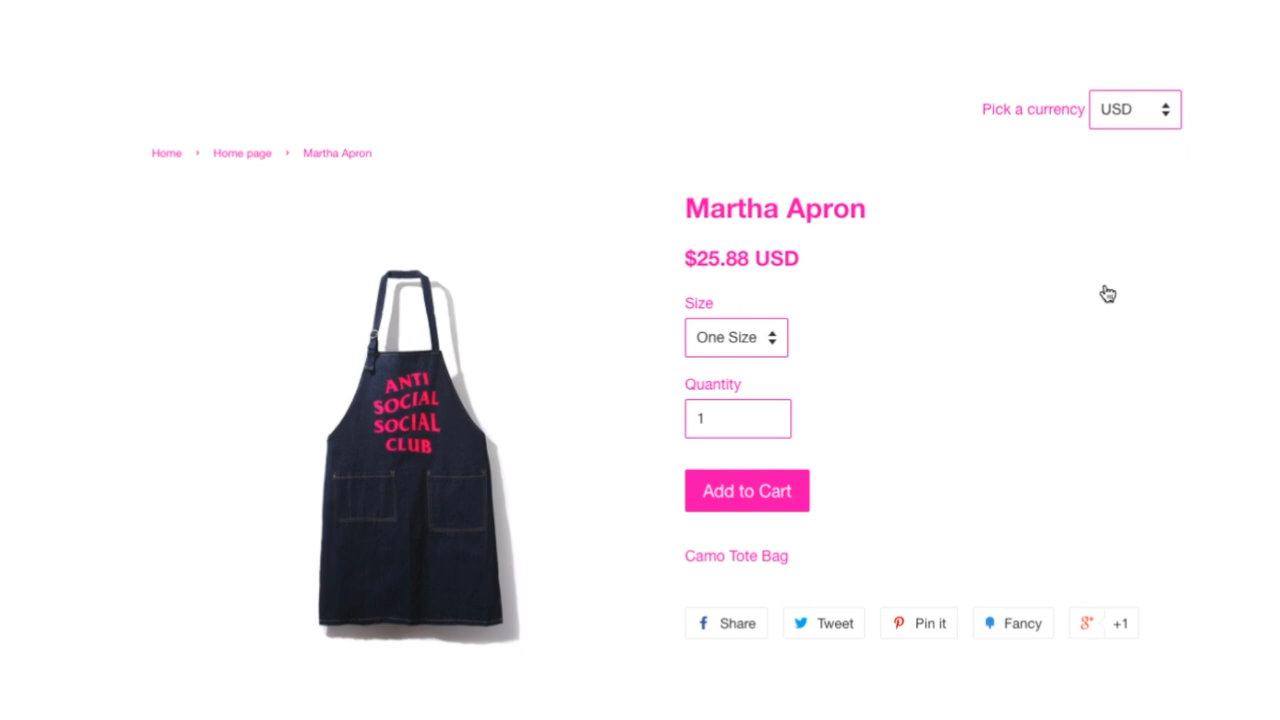 Pick a currency USD
Home › Home page › Martha Apron
Martha Apron
$25.88 USD
Size
One Size
Quantity
1
Add to Cart
Camo Tote Bag
Share Tweet Pin it Fancy g+ +1
ANTI
SOCIAL
SOCIAL
CLUB